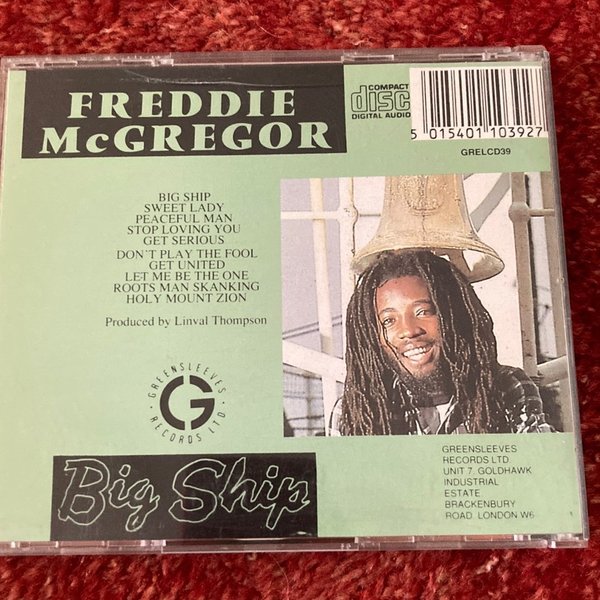 FREDDIE
McGREGOR
COMPACT
disc
DIGITAL AUDIO
5 015401 103927
GRELCD39
BIG SHIP
SWEET LADY
PEACEFUL MAN
STOP LOVING YOU
GET SERIOUS
DON'T PLAY THE FOOL
GET UNITED
LET ME BE THE ONE
ROOTS MAN SKANKING
HOLY MOUNT ZION
Produced by Linval Thompson
GREENSLEEVES
RECORDS LTD.
G
Big Ship
GREENSLEEVES
RECORDS LTD
UNIT 7 GOLDHAWK
INDUSTRIAL
ESTATE
BRACKENBURY
ROAD LONDON W6